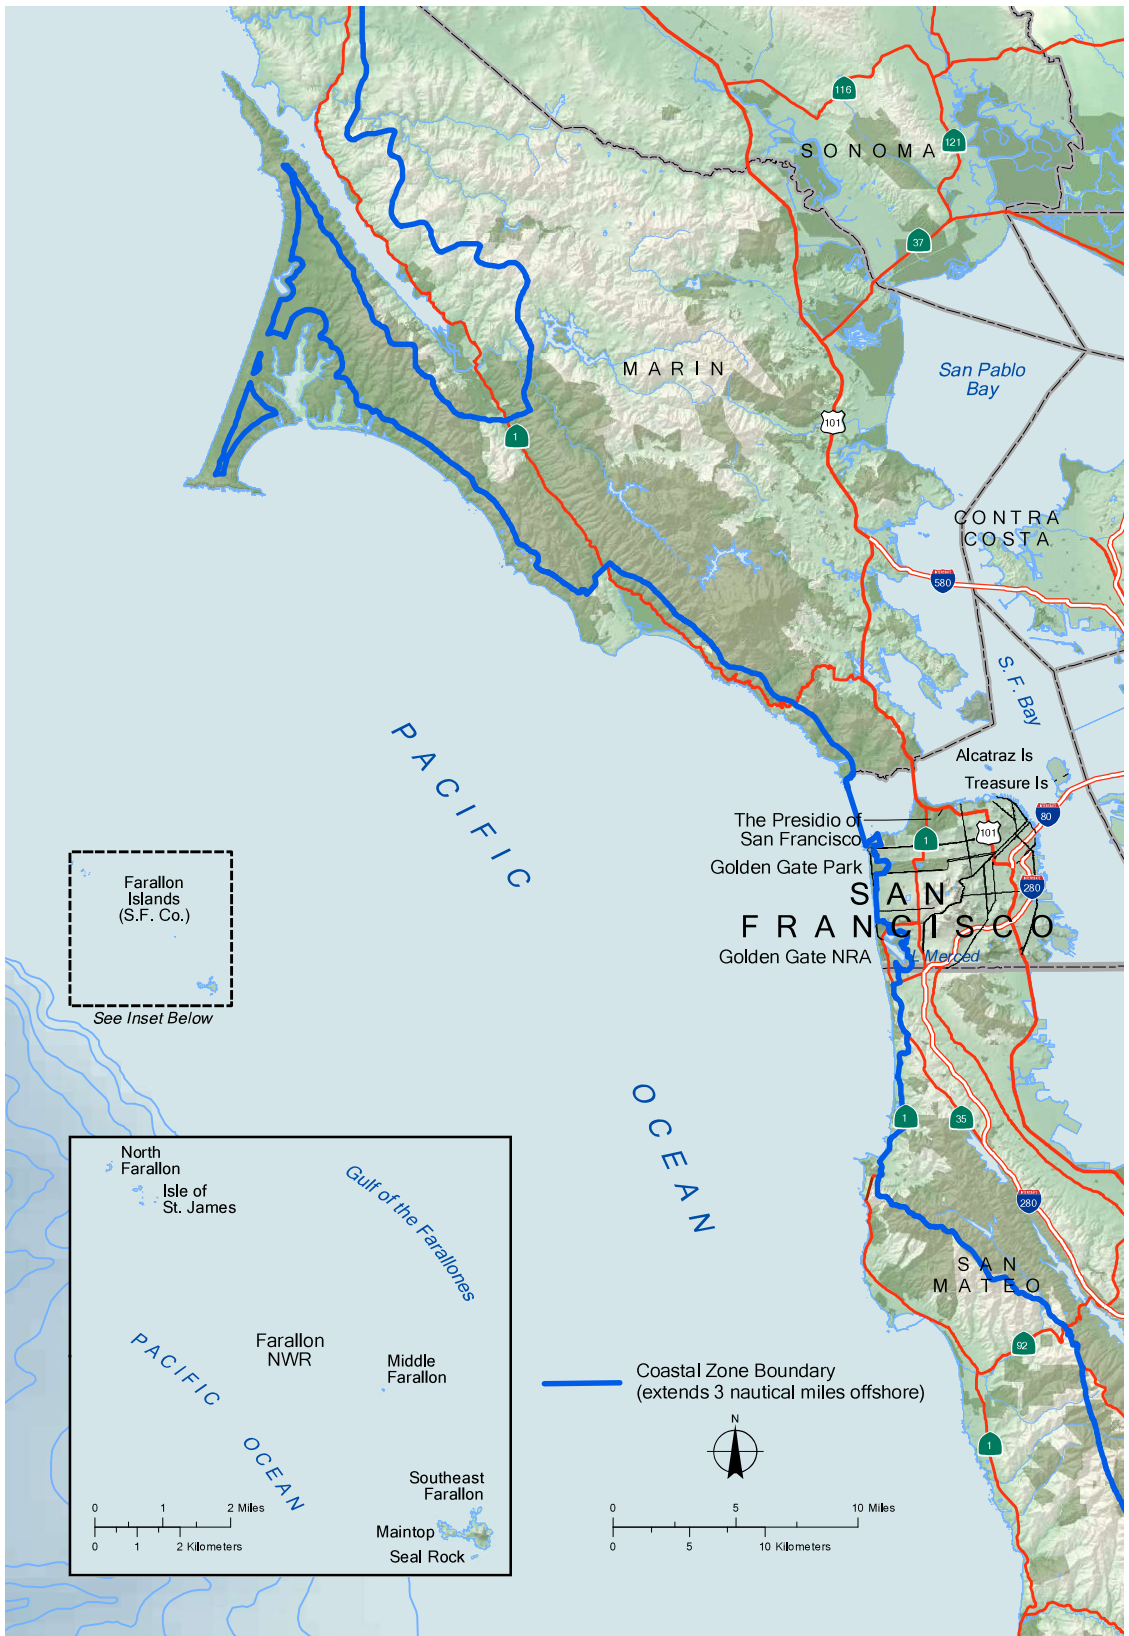 116
121
SONOMA
37
MARIN
San Pablo
Bay
101
1
CONTRA
COSTA
580
S. F. Bay
PACIFIC
OCEAN
Alcatraz Is
Treasure Is
The Presidio of
San Francisco
80
101
1
Golden Gate Park
280
SAN
FRANCISCO
Golden Gate NRA
L Merced
Farallon
Islands
(S.F. Co.)
See Inset Below
1
35
280
SAN
MATEO
92
1
North
Farallon
Isle of
St. James
Gulf of the Farallones
Farallon
NWR
PACIFIC
OCEAN
Middle
Farallon
Southeast
Farallon
Maintop
Seal Rock
0 1 2 Miles
0 1 2 Kilometers
Coastal Zone Boundary
(extends 3 nautical miles offshore)
N
0 5 10 Miles
0 5 10 Kilometers